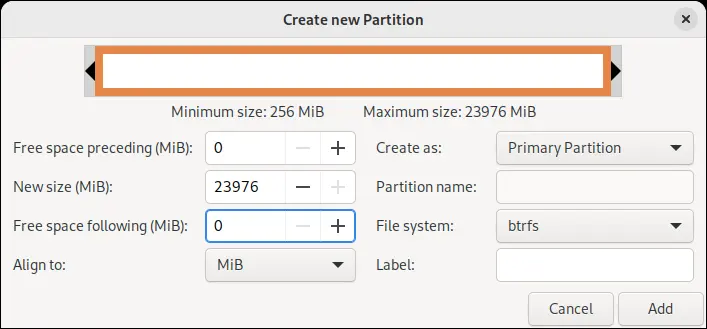 Create new Partition
Minimum size: 256 MiB Maximum size: 23976 MiB
Free space preceding (MiB): 0 Create as: Primary Partition
New size (MiB): 23976 Partition name:
Free space following (MiB): 0 File system: btrfs
Align to: MiB Label:
Cancel Add